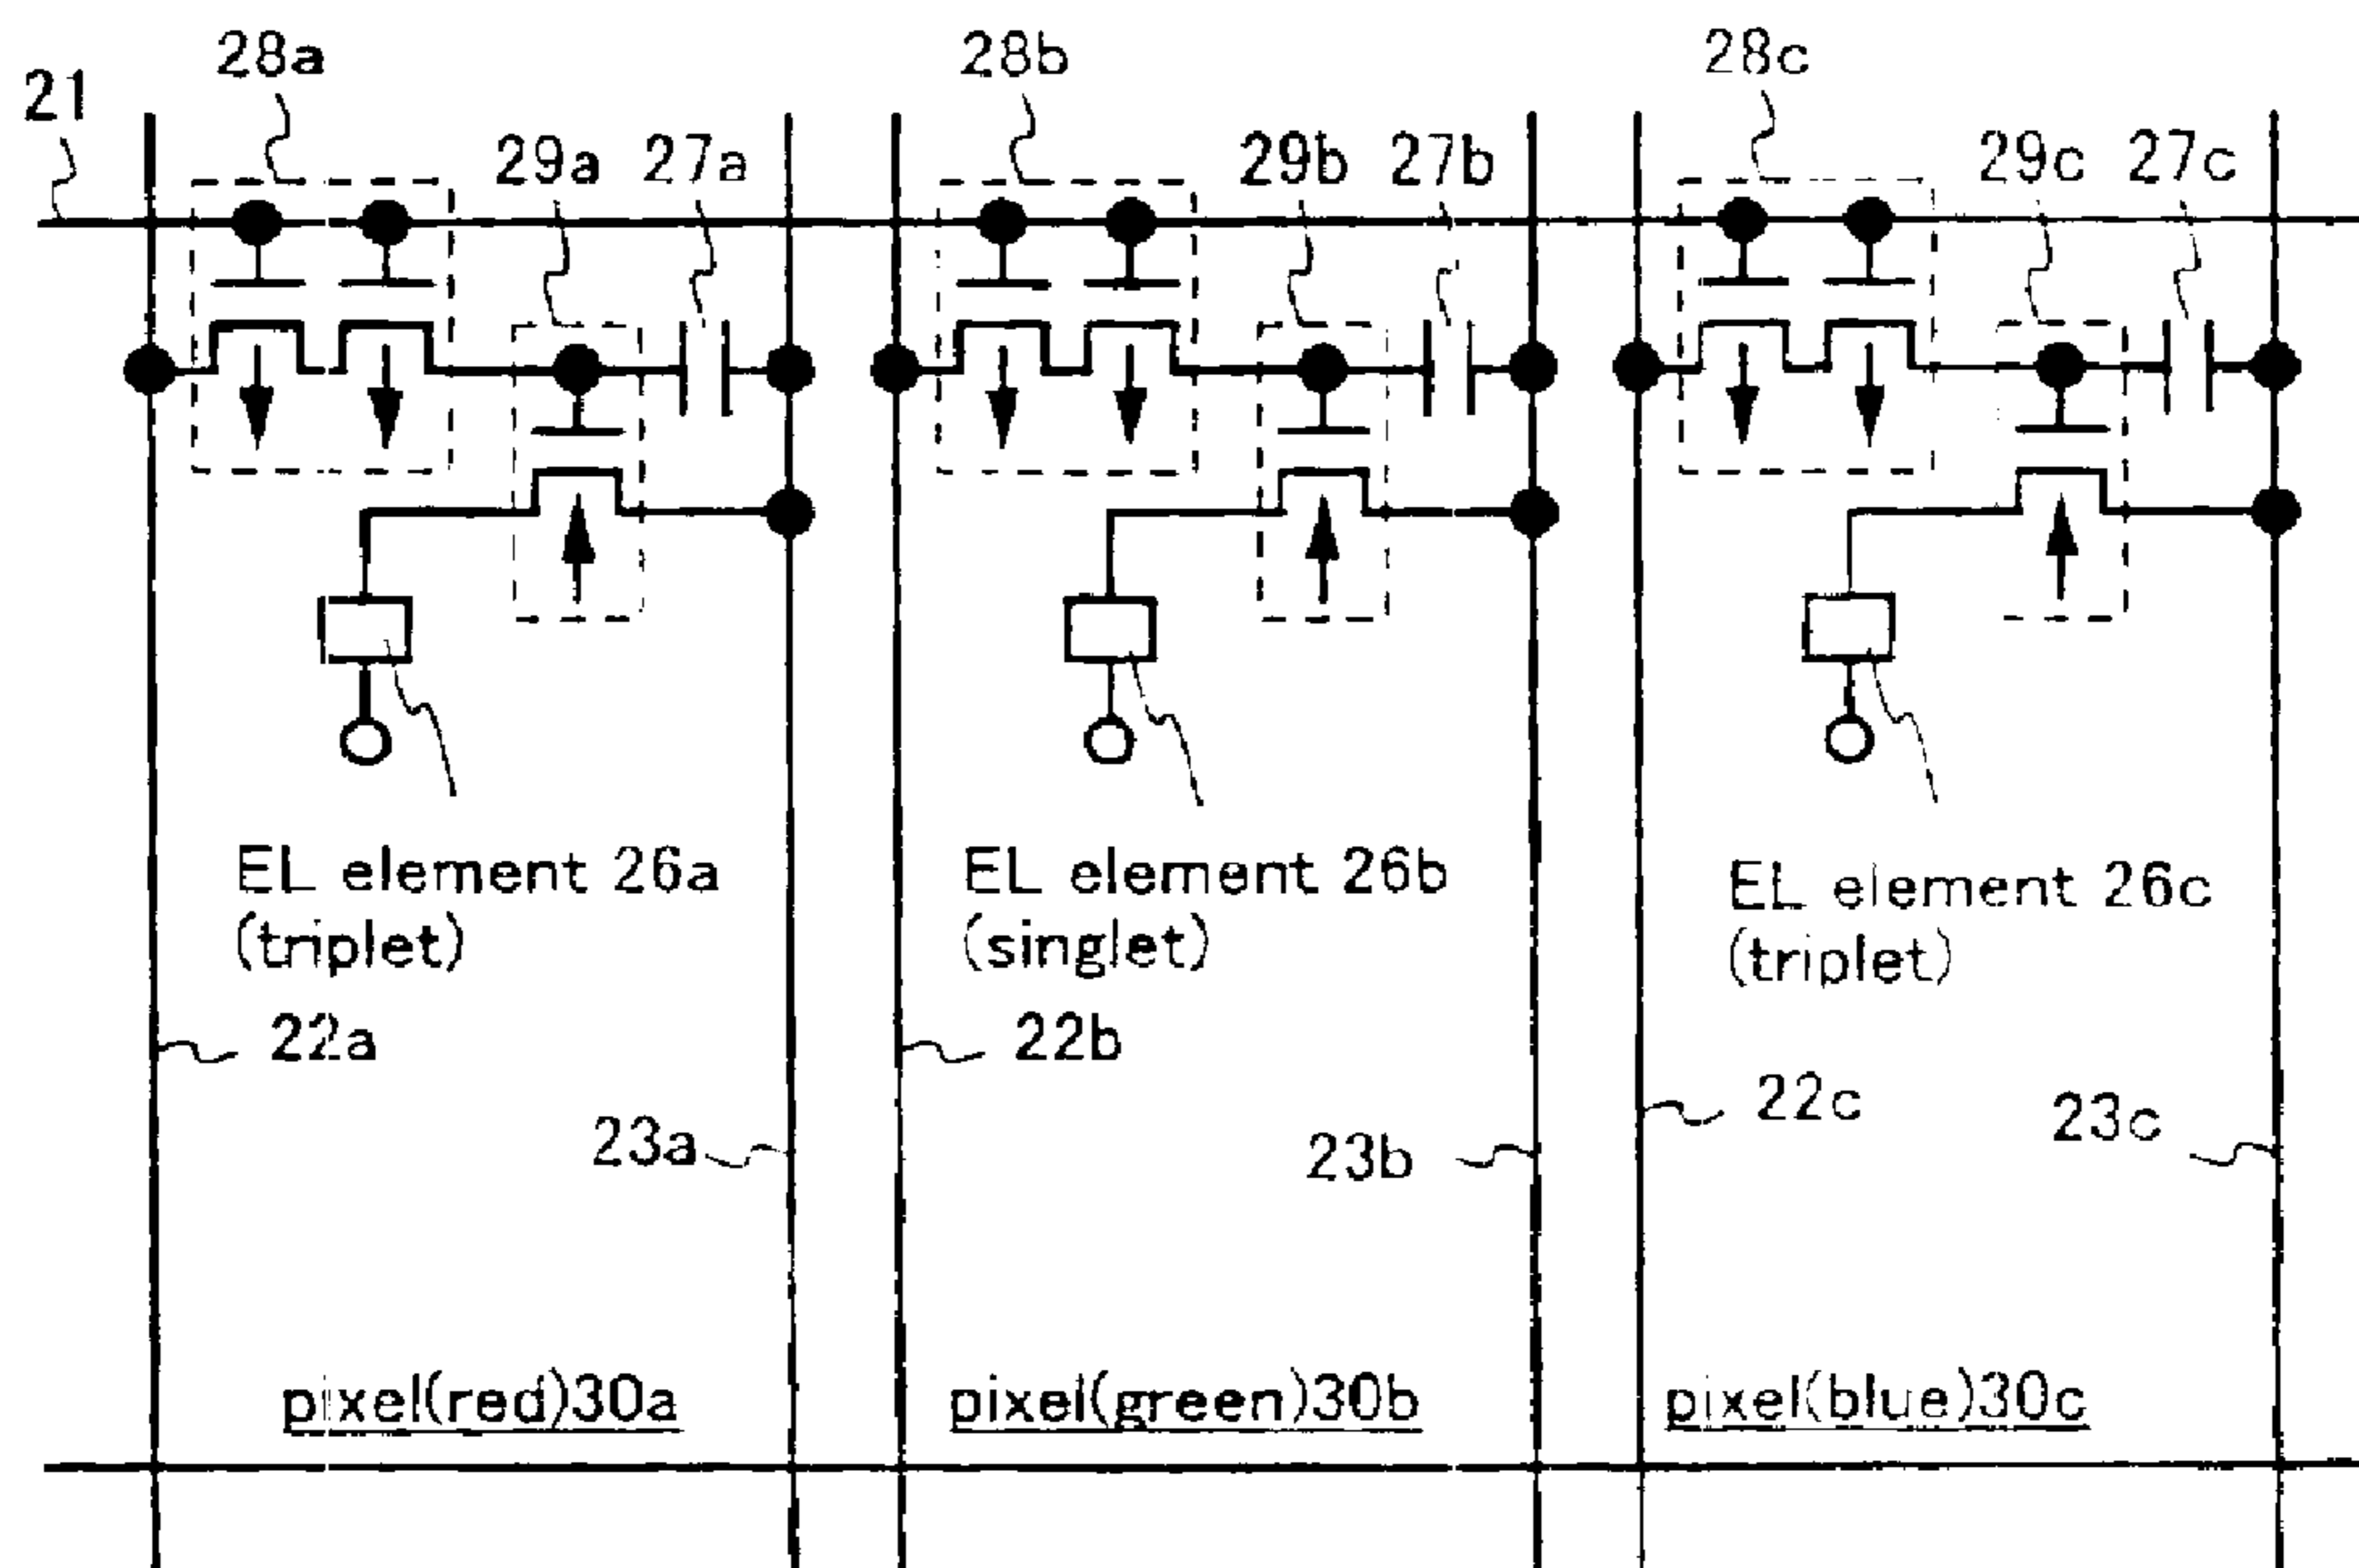 28a
28b
28c
21
29a
27a
29b
27b
29c
27c
EL element 26a
(triplet)
EL element 26b
(singlet)
EL element 26c
(triplet)
22a
22b
22c
23a
23b
23c
pixel(red)30a
pixel(green)30b
pixel(blue)30c